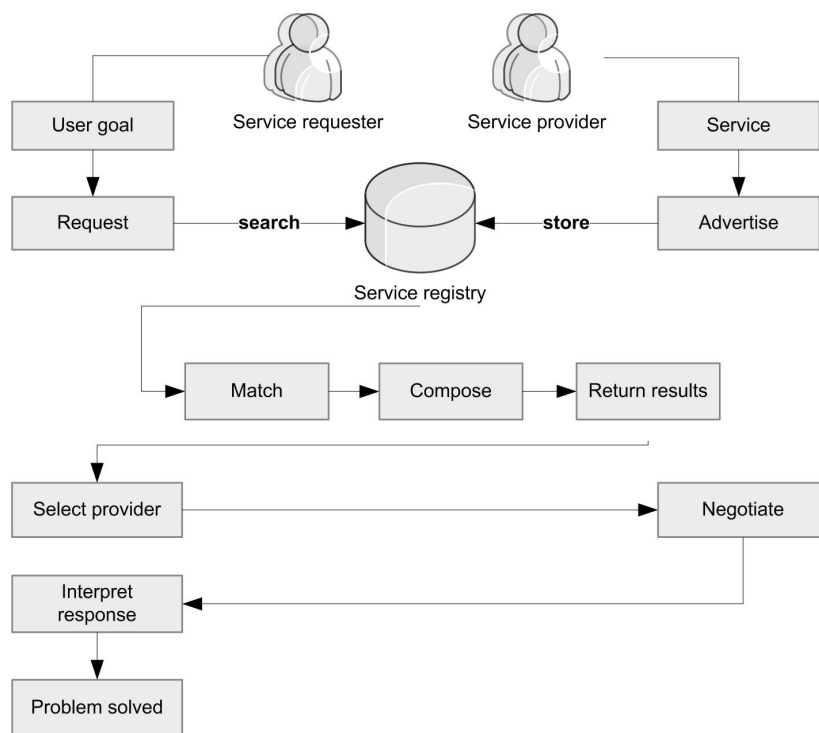 User goal
Service requester
Service provider
Service
Request
search
store
Advertise
Service registry
Match
Compose
Return results
Select provider
Negotiate
Interpret
response
Problem solved